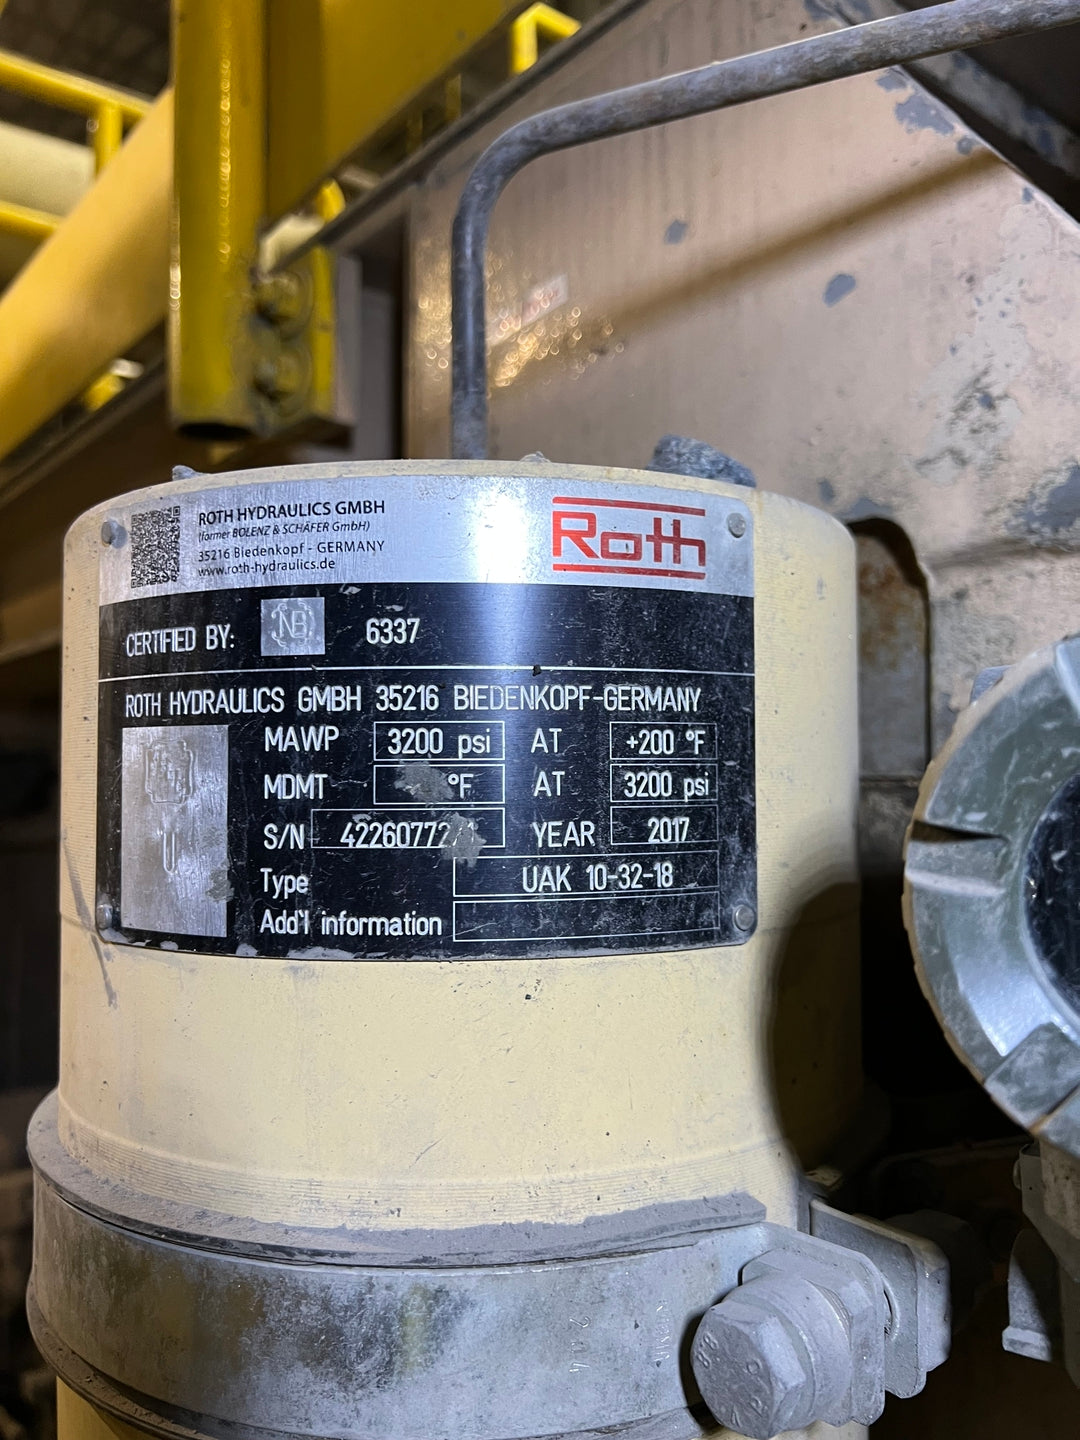 ROTH HYDRAULICS GMBH
(former BOLENZ & SCHÄFER GmbH)
35216 Biedenkopf - GERMANY
www.roth-hydraulics.de
Roth
CERTIFIED BY: NB 6337
ROTH HYDRAULICS GMBH 35216 BIEDENKOPF-GERMANY
MAWP 3200 psi AT +200 °F
MDMT °F AT 3200 psi
S/N YEAR 2017
Type UAK 10-32-18
Add'l information
U